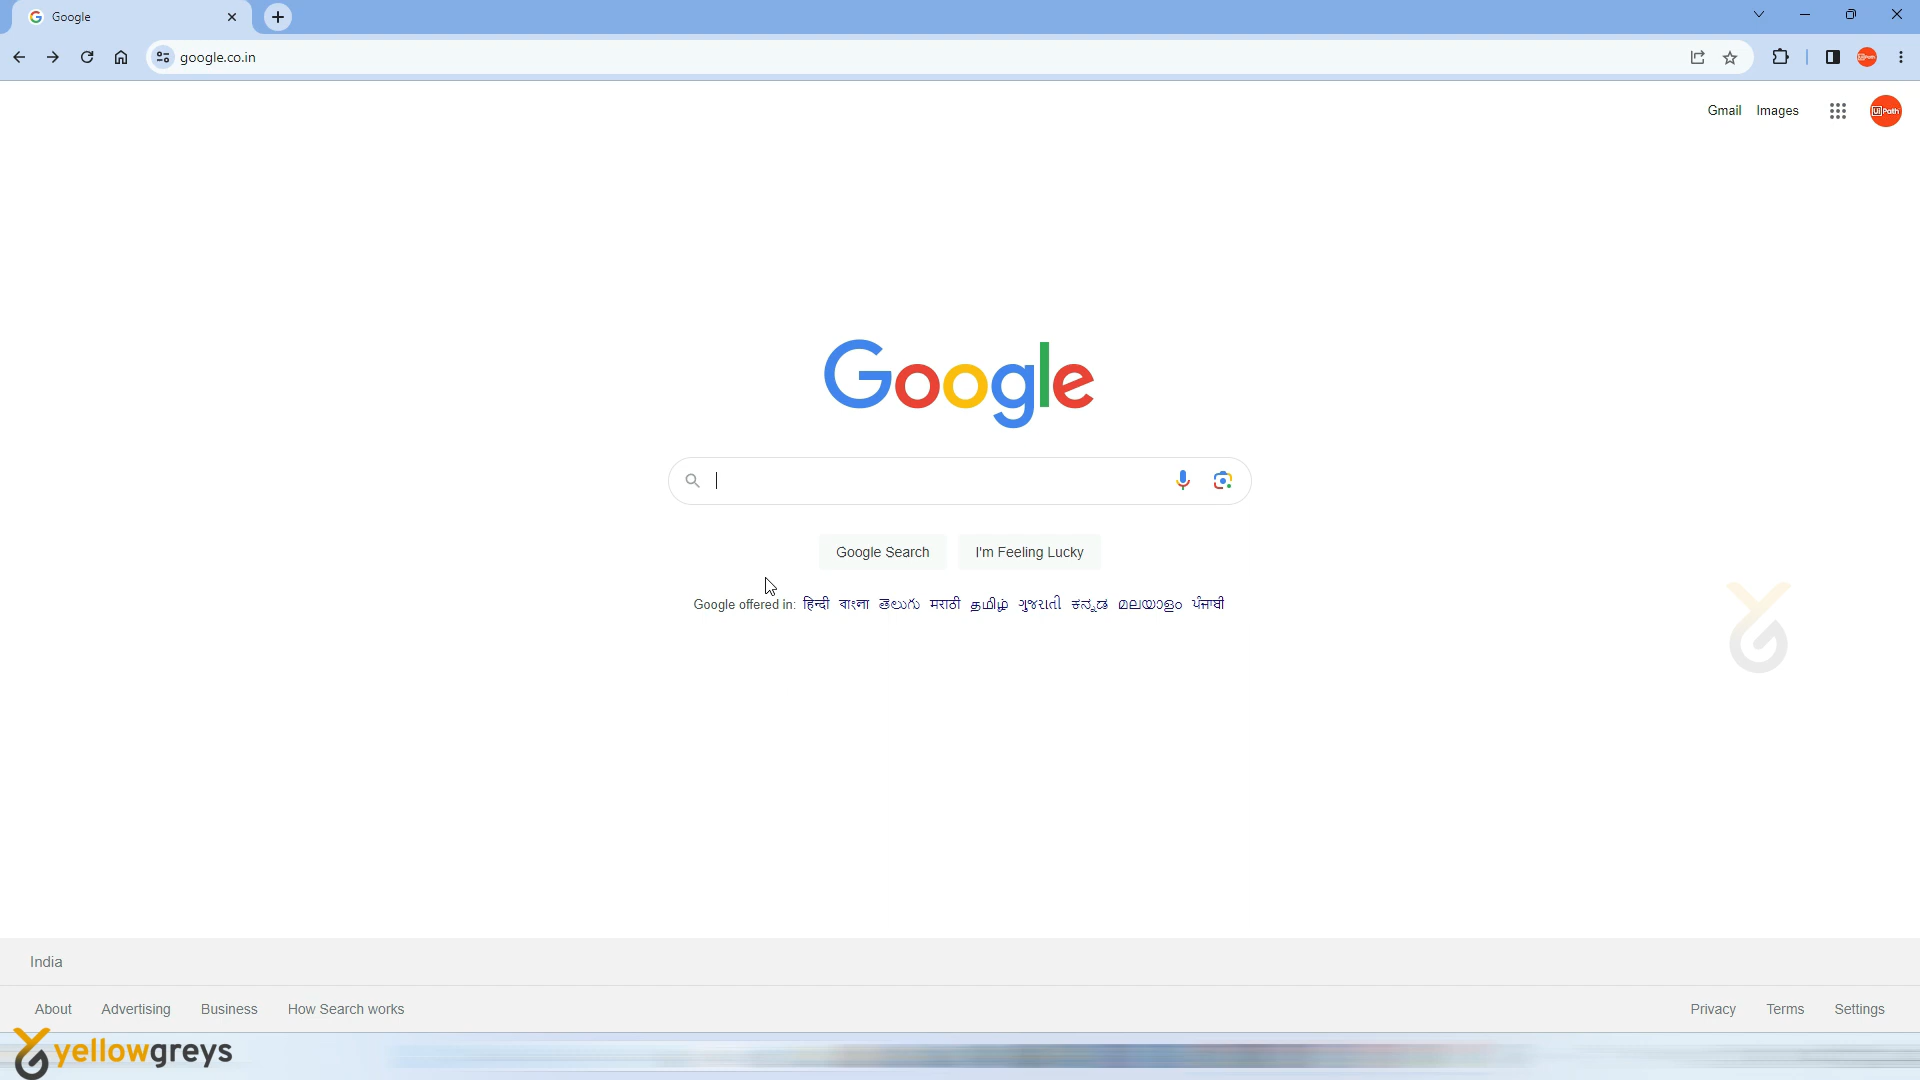 Google
google.co.in
Gmail Images
UiPath
Google
Google Search I'm Feeling Lucky
Google offered in: हिन्दी বাংলা తెలుగు मराठी தமிழ் ગુજરાતી ಕನ್ನಡ മലയാളം ਪੰਜਾਬੀ
India
About Advertising Business How Search works Privacy Terms Settings
yellowgreys